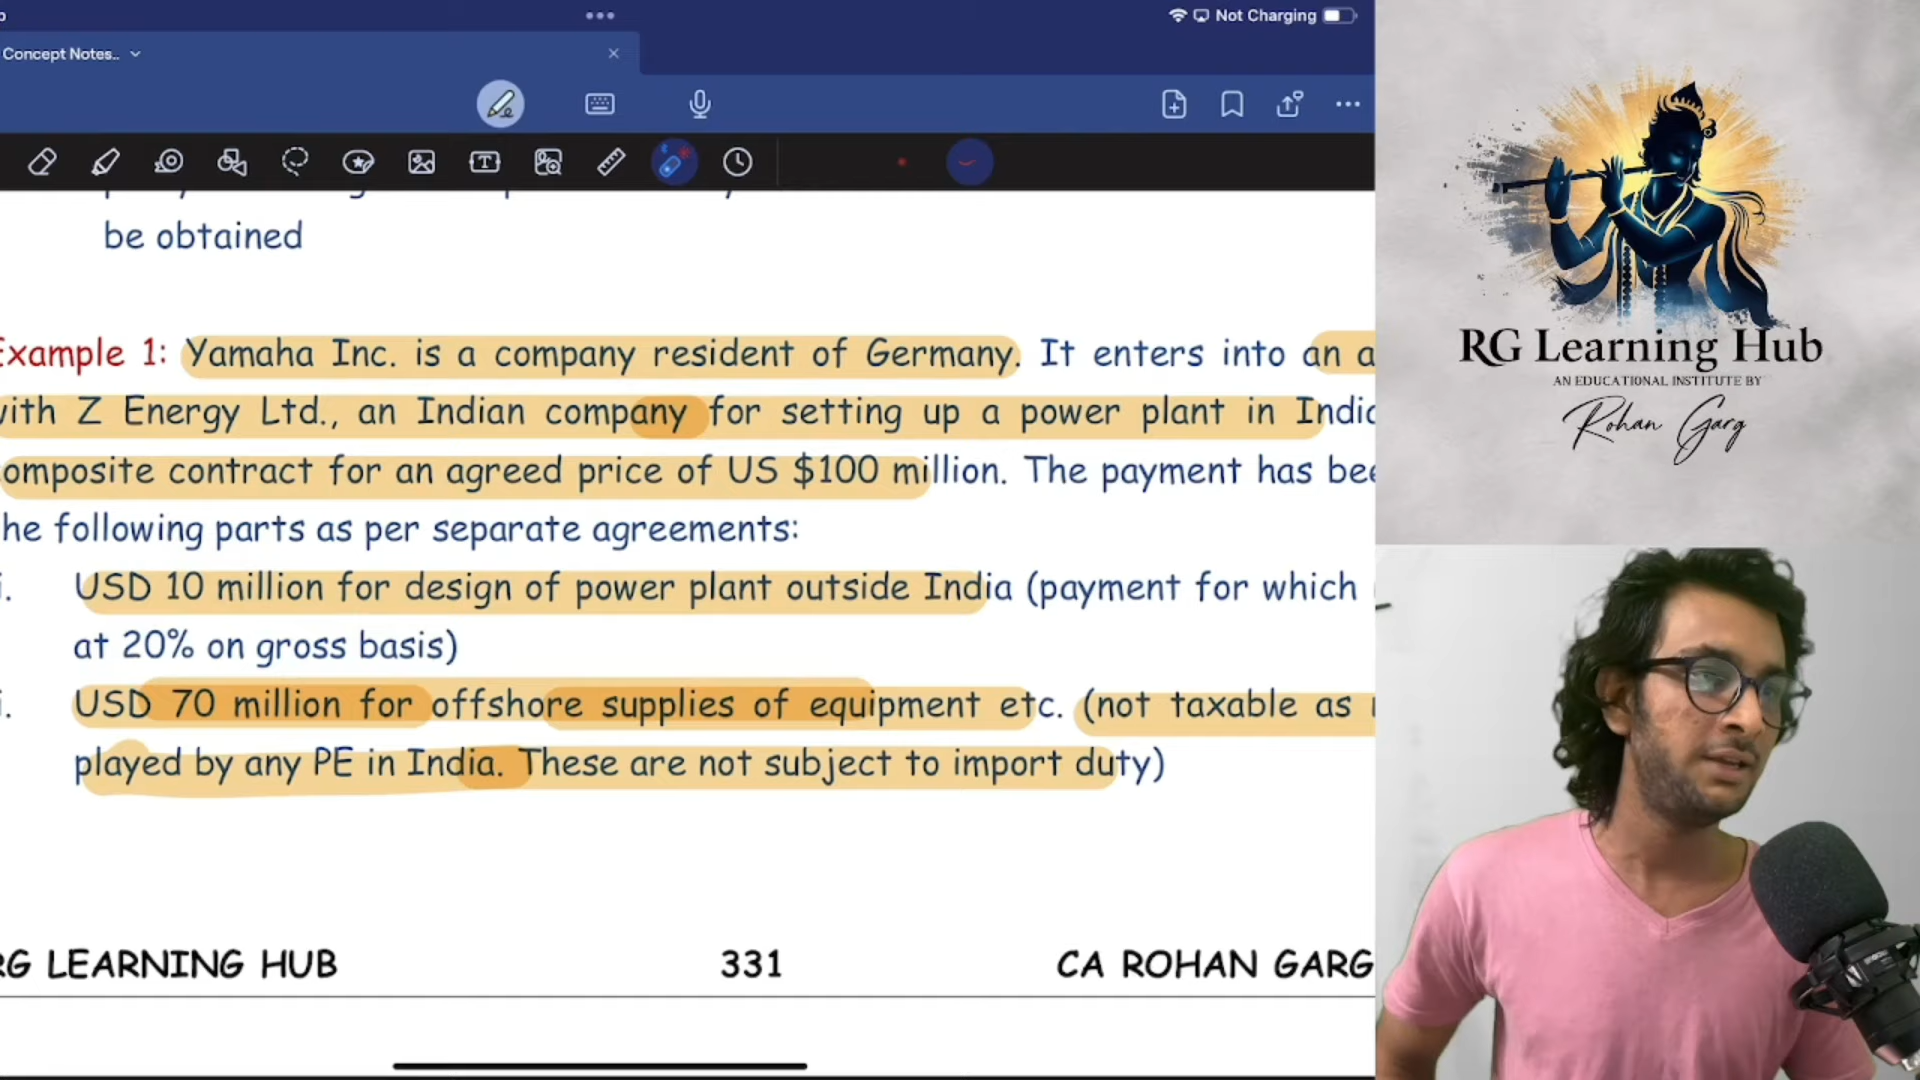 Not Charging
Concept Notes..
be obtained
Example 1: Yamaha Inc. is a company resident of Germany. It enters into an a
with Z Energy Ltd., an Indian company for setting up a power plant in India
omposite contract for an agreed price of US $100 million. The payment has bee
he following parts as per separate agreements:
i. USD 10 million for design of power plant outside India (payment for which
at 20% on gross basis)
i. USD 70 million for offshore supplies of equipment etc. (not taxable as
played by any PE in India. These are not subject to import duty)
RG LEARNING HUB 331 CA ROHAN GARG
RG Learning Hub
AN EDUCATIONAL INSTITUTE BY
Rohan Garg